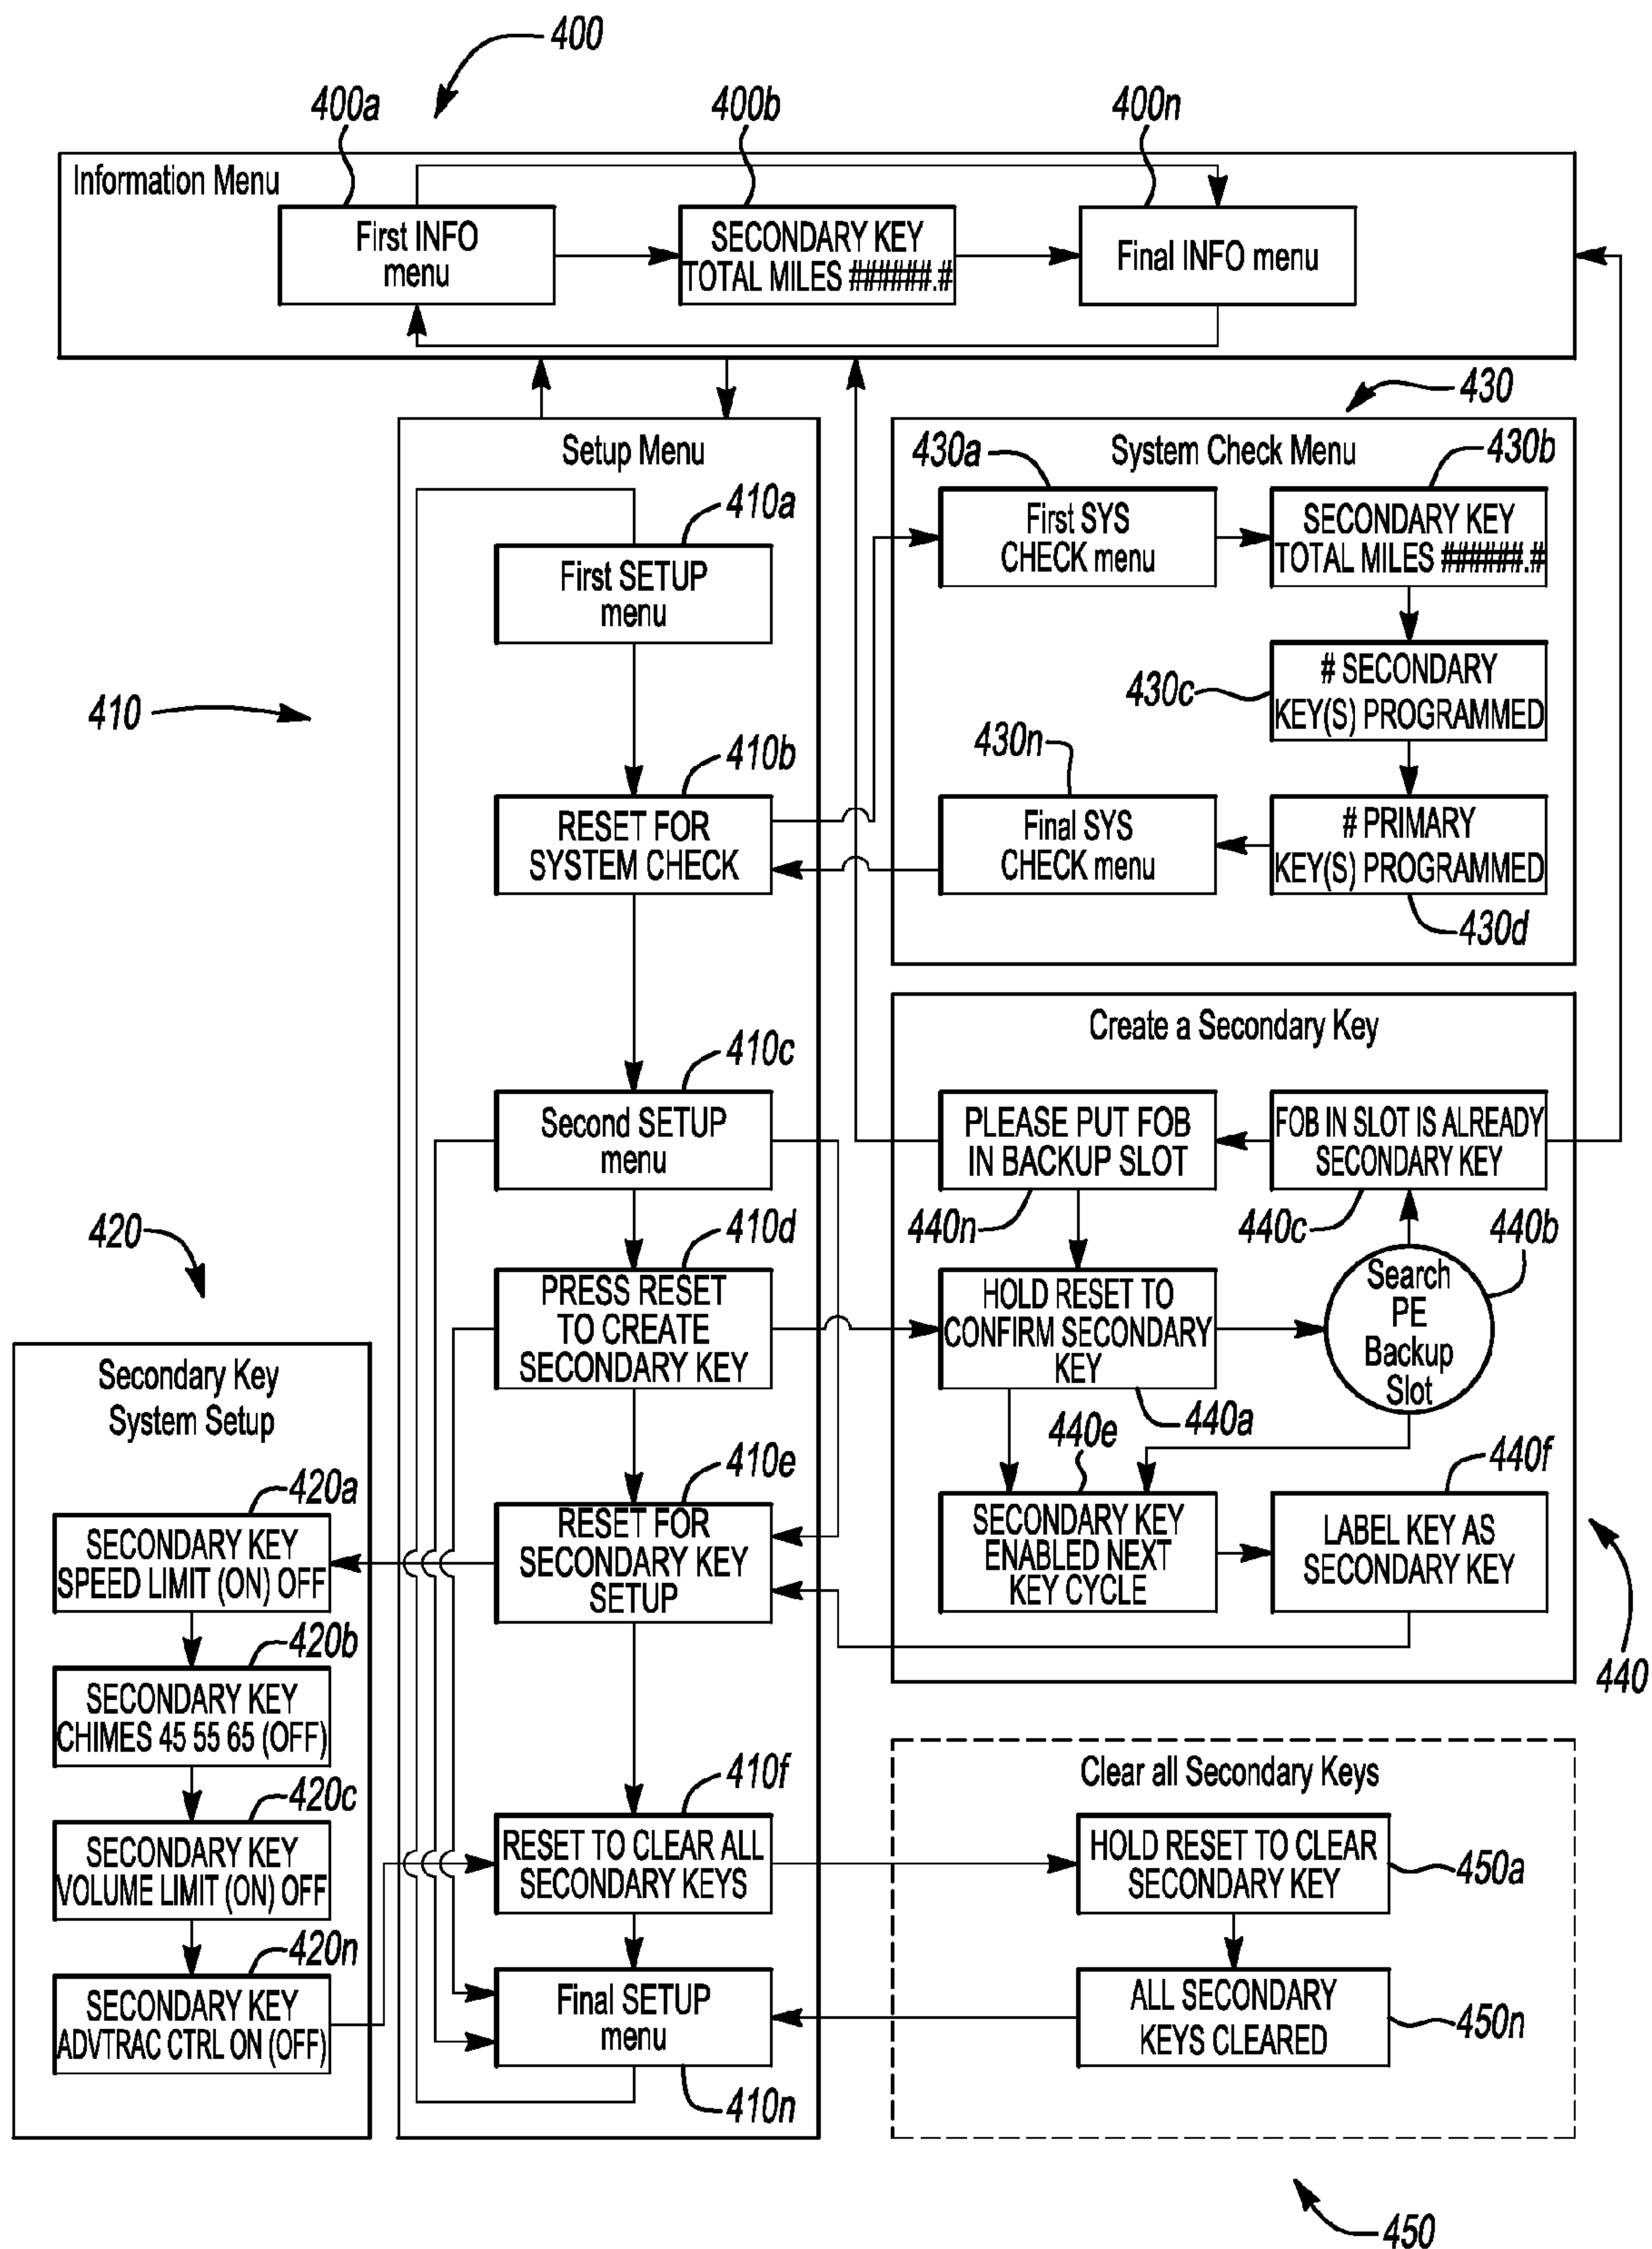 400
400a
400b
400n
Information Menu
First INFO
menu
SECONDARY KEY
TOTAL MILES ######.#
Final INFO menu
430
Setup Menu
System Check Menu
430a
430b
410a
First SETUP
menu
First SYS
CHECK menu
SECONDARY KEY
TOTAL MILES ######.#
430c
# SECONDARY
KEY(S) PROGRAMMED
410
410b
430n
RESET FOR
SYSTEM CHECK
Final SYS
CHECK menu
# PRIMARY
KEY(S) PROGRAMMED
430d
Create a Secondary Key
410c
Second SETUP
menu
PLEASE PUT FOB
IN BACKUP SLOT
FOB IN SLOT IS ALREADY
SECONDARY KEY
420
410d
440n
440c
440b
PRESS RESET
TO CREATE
SECONDARY KEY
HOLD RESET TO
CONFIRM SECONDARY
KEY
Search
PE
Backup
Slot
440a
Secondary Key
System Setup
440e
440f
410e
420a
SECONDARY KEY
SPEED LIMIT (ON) OFF
RESET FOR
SECONDARY KEY
SETUP
SECONDARY KEY
ENABLED NEXT
KEY CYCLE
LABEL KEY AS
SECONDARY KEY
440
420b
SECONDARY KEY
CHIMES 45 55 65 (OFF)
410f
Clear all Secondary Keys
420c
SECONDARY KEY
VOLUME LIMIT (ON) OFF
RESET TO CLEAR ALL
SECONDARY KEYS
HOLD RESET TO CLEAR
SECONDARY KEY
450a
420n
SECONDARY KEY
ADVTRAC CTRL ON (OFF)
Final SETUP
menu
ALL SECONDARY
KEYS CLEARED
450n
410n
450